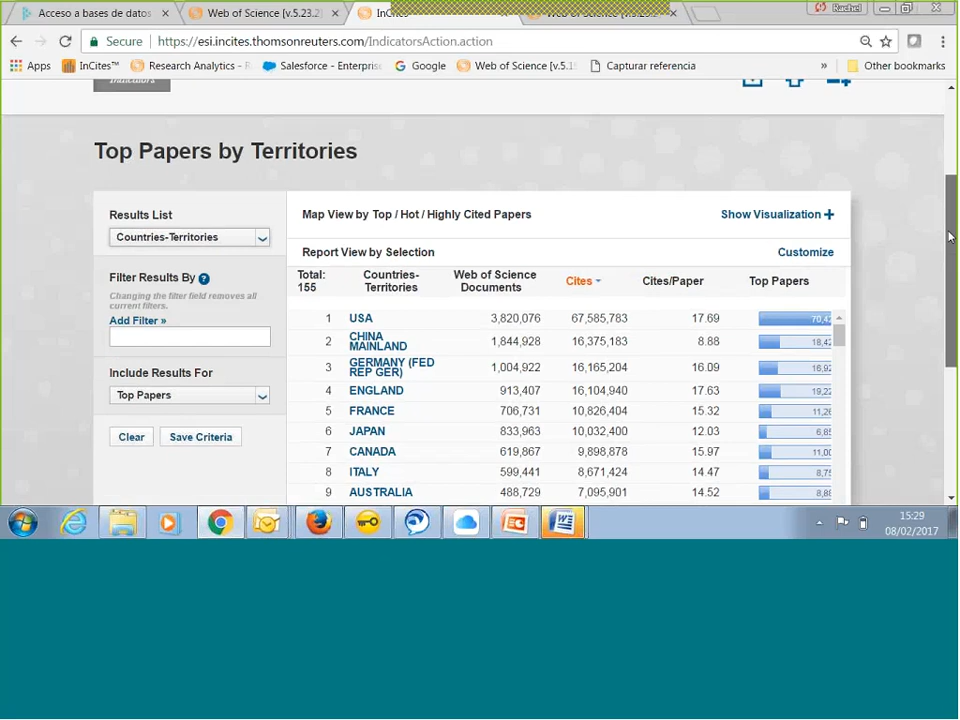 Acceso a bases de datos
Web of Science [v.5.23.2]
Rachel
Secure
https://esi.incites.thomsonreuters.com/IndicatorsAction.action
Apps
InCites™
Research Analytics -
Salesforce - Enterpris
Google
Web of Science [v.5.1
Capturar referencia
»
Other bookmarks
Indicators
Top Papers by Territories
Results List
Countries-Territories
Filter Results By ?
Changing the filter field removes all
current filters.
Add Filter »
Include Results For
Top Papers
Clear
Save Criteria
Map View by Top / Hot / Highly Cited Papers
Show Visualization +
Report View by Selection
Customize
Total:
155
Countries-
Territories
Web of Science
Documents
Cites
Cites/Paper
Top Papers
1 USA 3,820,076 67,585,783 17.69
2 CHINA MAINLAND 1,844,928 16,375,183 8.88
3 GERMANY (FED REP GER) 1,004,922 16,165,204 16.09
4 ENGLAND 913,407 16,104,940 17.63
5 FRANCE 706,731 10,826,404 15.32
6 JAPAN 833,963 10,032,400 12.03
7 CANADA 619,867 9,898,878 15.97
8 ITALY 599,441 8,671,424 14.47
9 AUSTRALIA 488,729 7,095,901 14.52
15:29
08/02/2017